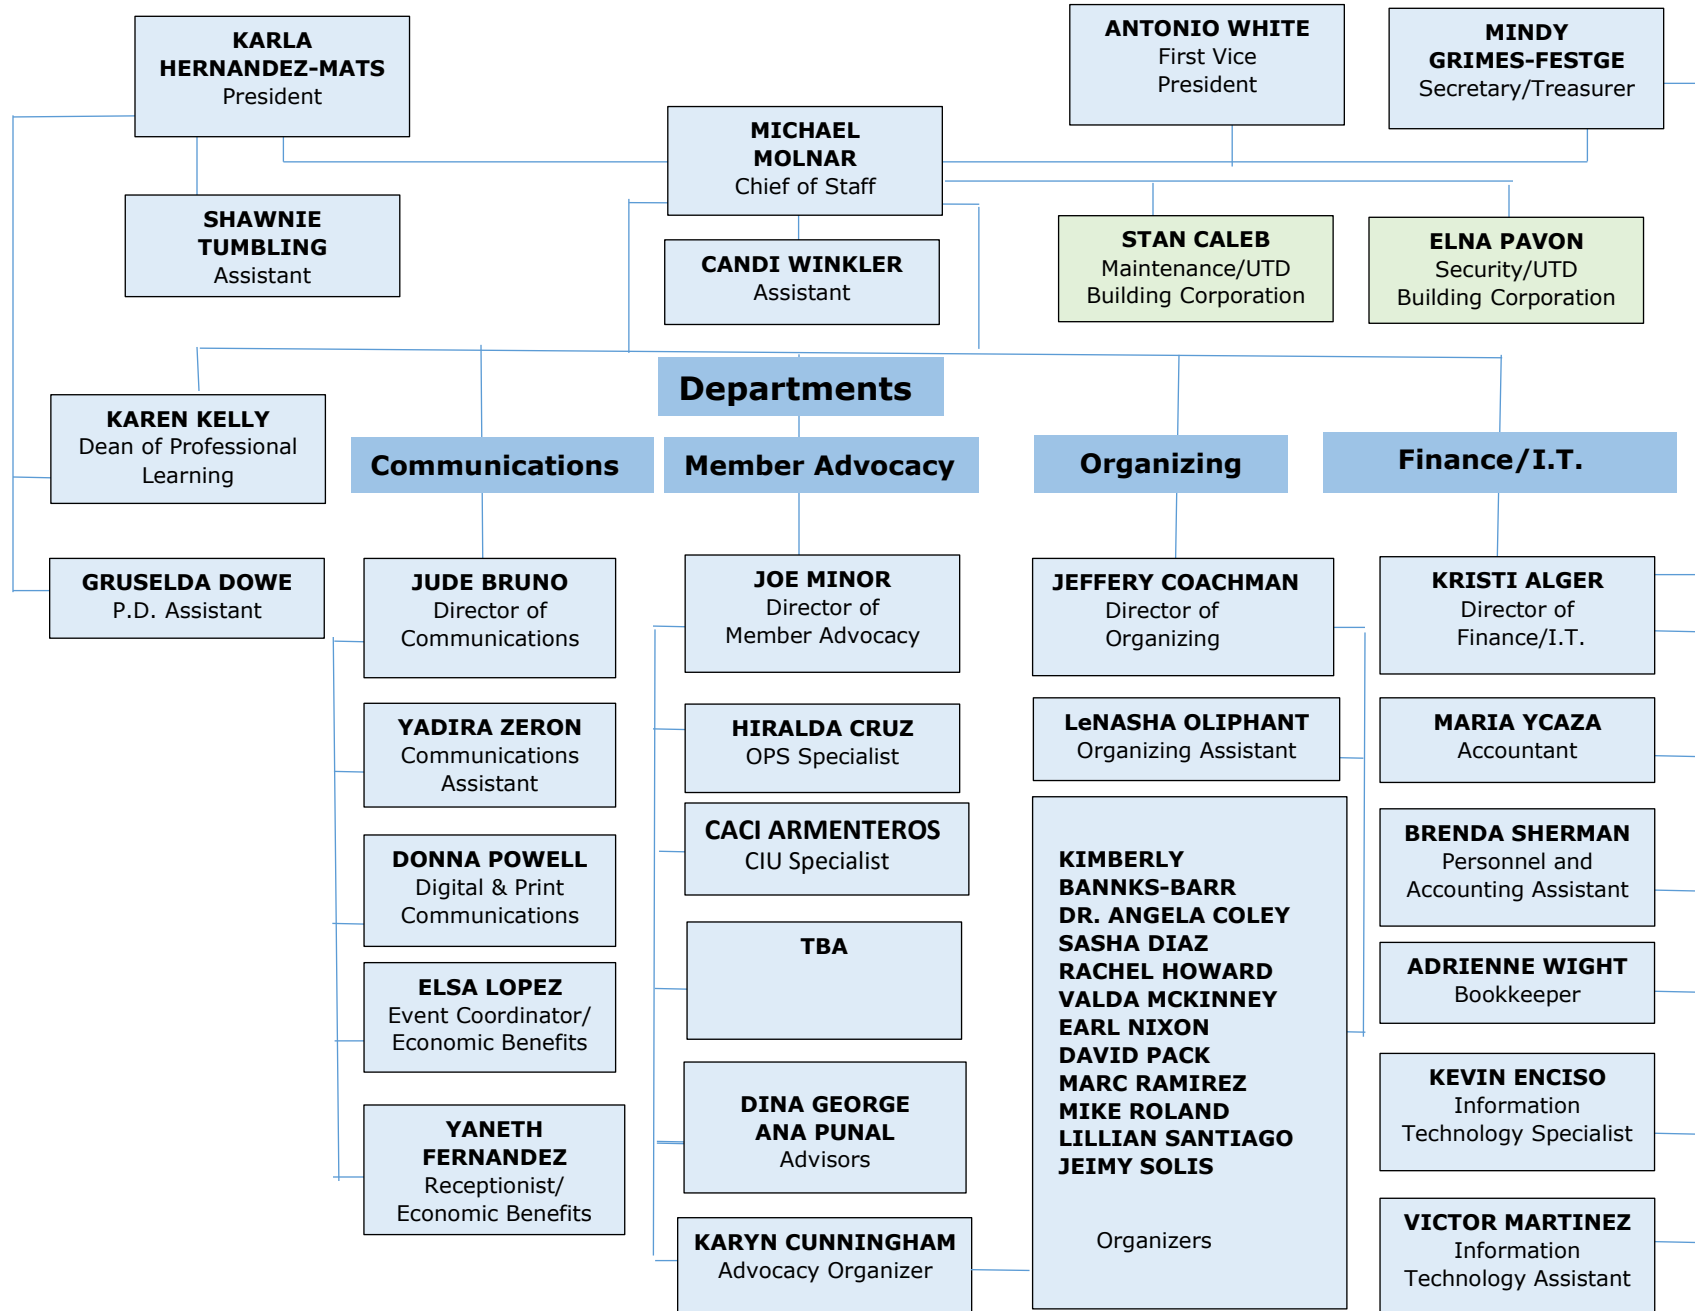 KARLA
HERNANDEZ-MATS
President
ANTONIO WHITE
First Vice
President
MINDY
GRIMES-FESTGE
Secretary/Treasurer
MICHAEL
MOLNAR
Chief of Staff
SHAWNIE
TUMBLING
Assistant
CANDI WINKLER
Assistant
STAN CALEB
Maintenance/UTD
Building Corporation
ELNA PAVON
Security/UTD
Building Corporation
Departments
KAREN KELLY
Dean of Professional
Learning
GRUSELDA DOWE
P.D. Assistant
Communications
JUDE BRUNO
Director of
Communications
YADIRA ZERON
Communications
Assistant
DONNA POWELL
Digital & Print
Communications
ELSA LOPEZ
Event Coordinator/
Economic Benefits
YANETH
FERNANDEZ
Receptionist/
Economic Benefits
Member Advocacy
JOE MINOR
Director of
Member Advocacy
HIRALDA CRUZ
OPS Specialist
CACI ARMENTEROS
CIU Specialist
TBA
DINA GEORGE
ANA PUNAL
Advisors
KARYN CUNNINGHAM
Advocacy Organizer
Organizing
JEFFERY COACHMAN
Director of
Organizing
LeNASHA OLIPHANT
Organizing Assistant
KIMBERLY
BANNKS-BARR
DR. ANGELA COLEY
SASHA DIAZ
RACHEL HOWARD
VALDA MCKINNEY
EARL NIXON
DAVID PACK
MARC RAMIREZ
MIKE ROLAND
LILLIAN SANTIAGO
JEIMY SOLIS
Organizers
Finance/I.T.
KRISTI ALGER
Director of
Finance/I.T.
MARIA YCAZA
Accountant
BRENDA SHERMAN
Personnel and
Accounting Assistant
ADRIENNE WIGHT
Bookkeeper
KEVIN ENCISO
Information
Technology Specialist
VICTOR MARTINEZ
Information
Technology Assistant